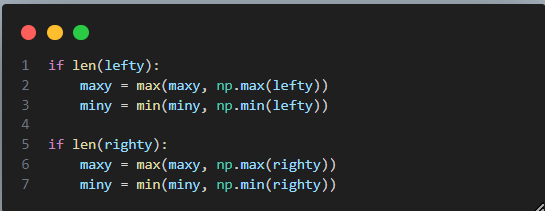 1 if len(lefty):
2     maxy = max(maxy, np.max(lefty))
3     miny = min(miny, np.min(lefty))
4
5 if len(righty):
6     maxy = max(maxy, np.max(righty))
7     miny = min(miny, np.min(righty))